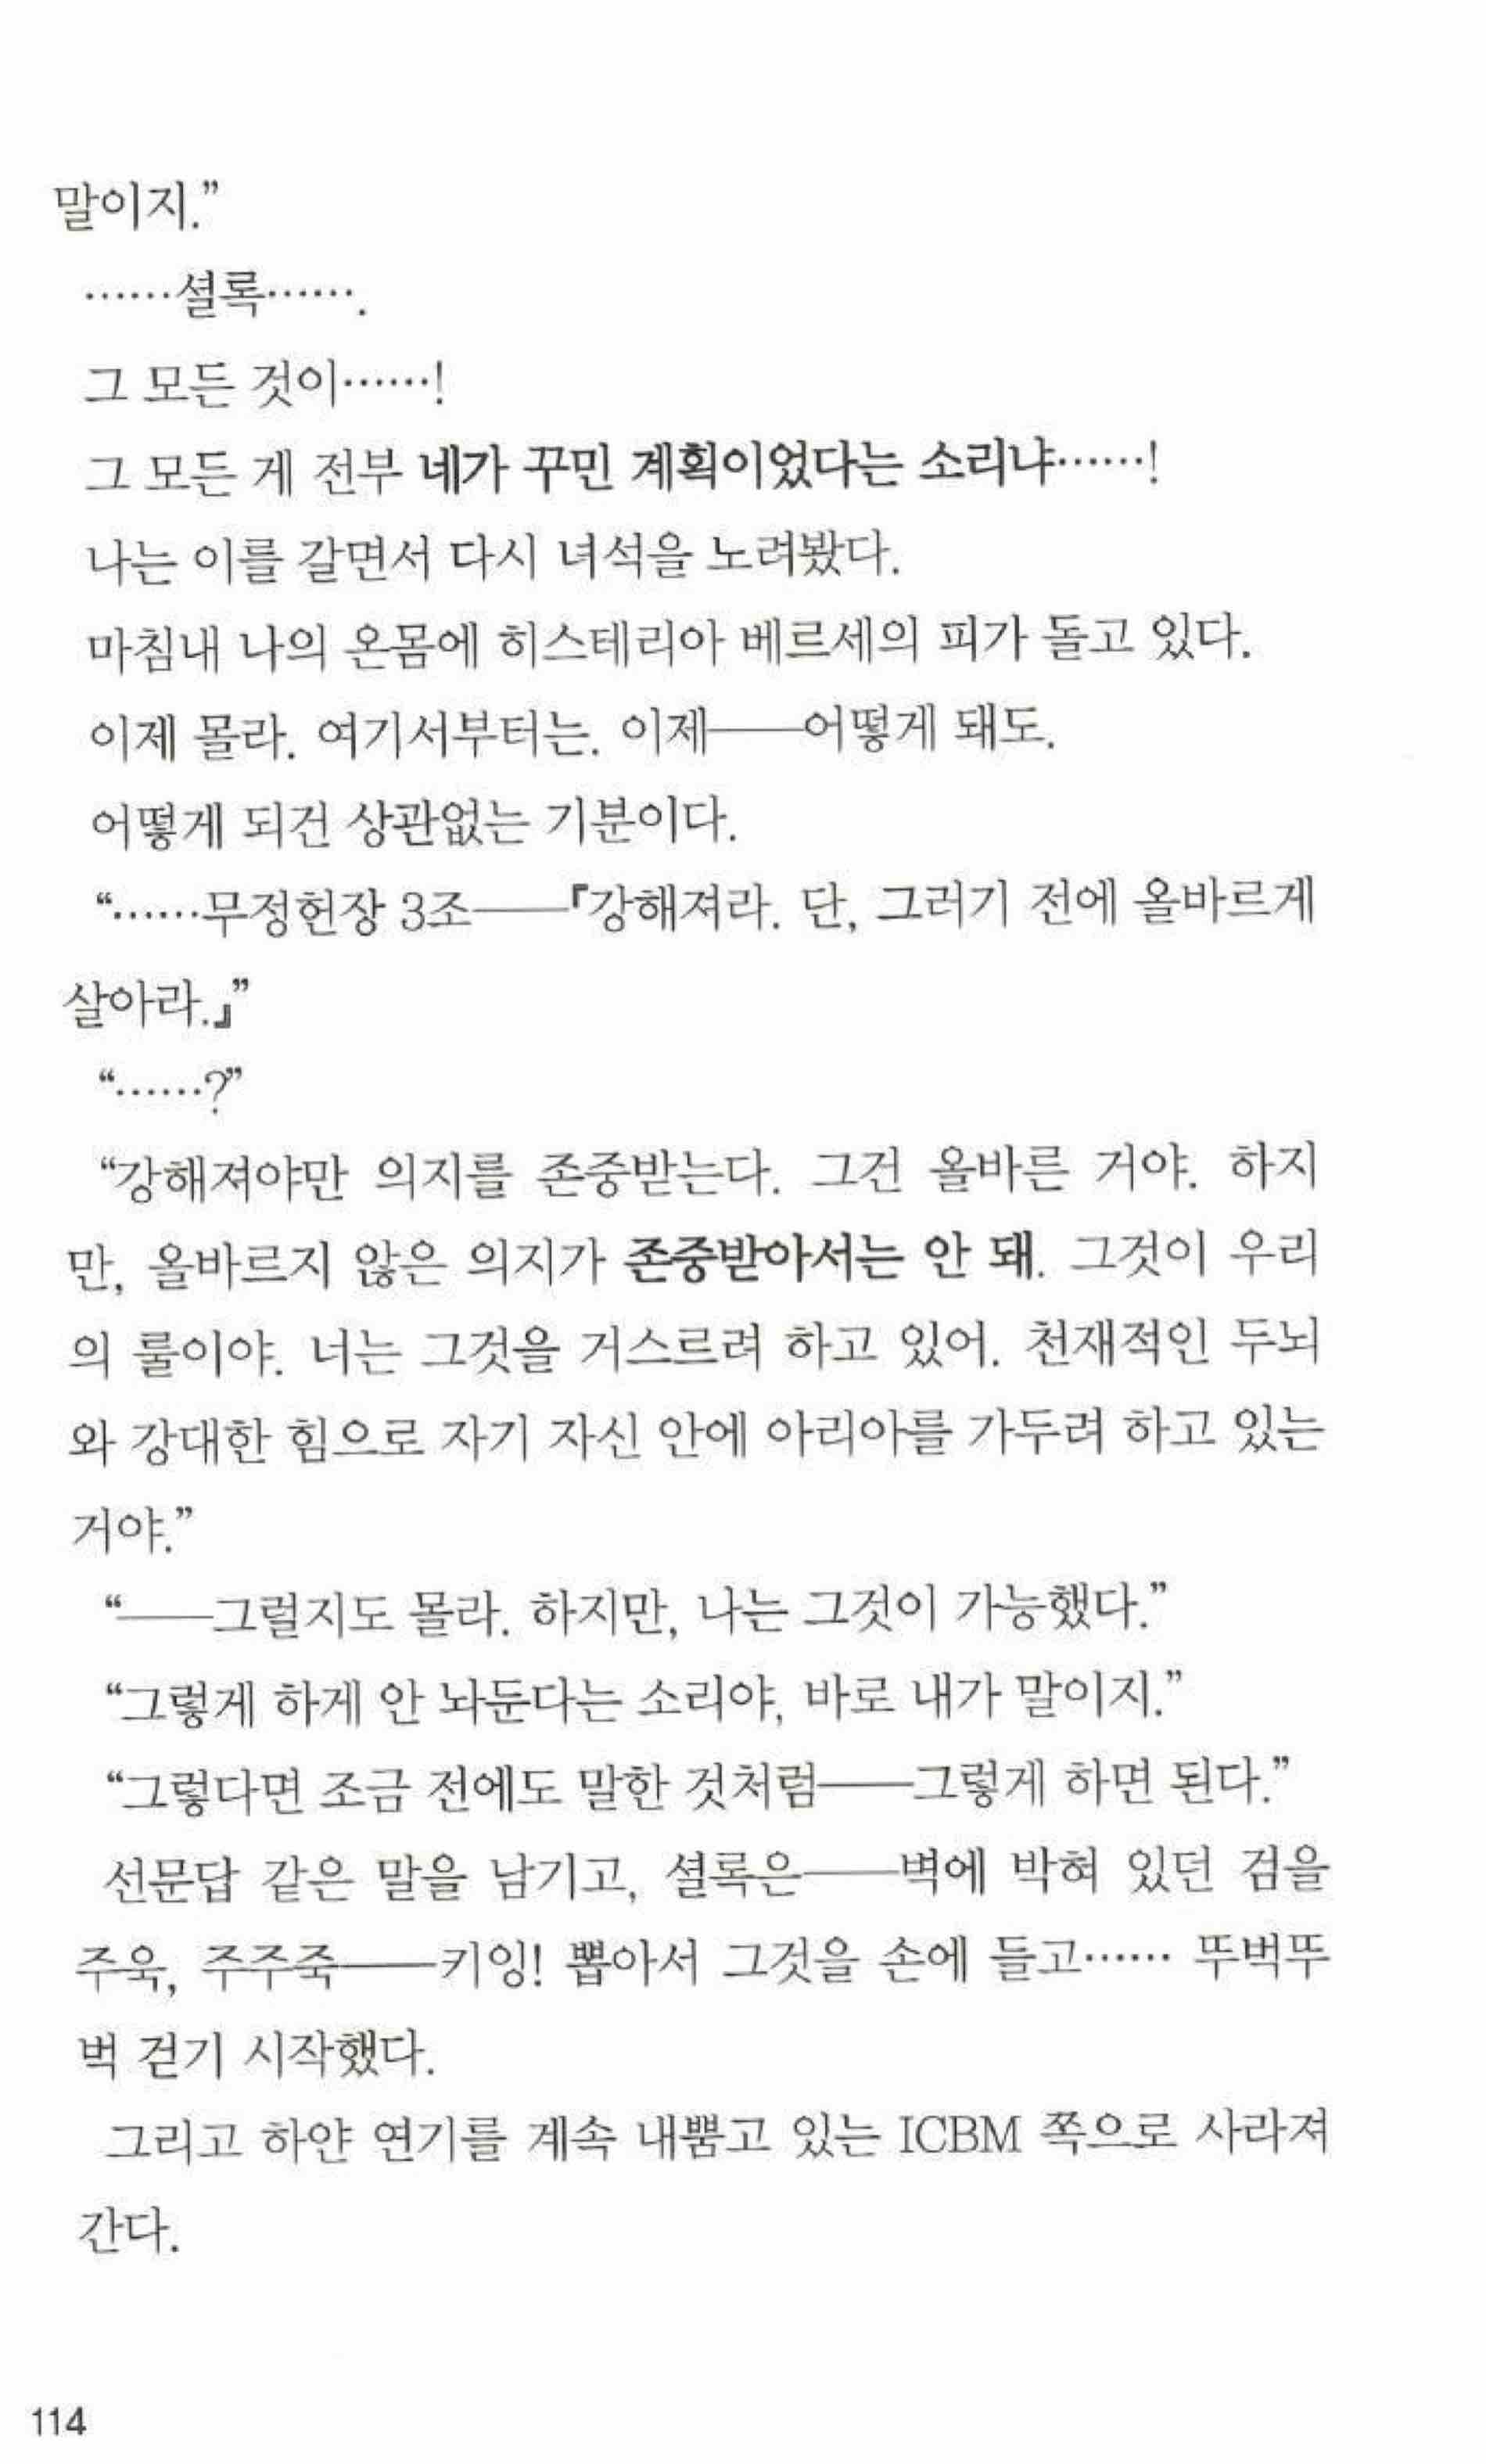 말이지.”
……셜록…….
그 모든 것이……!
그 모든 게 전부 네가 꾸민 계획이었다는 소리냐……!
나는 이를 갈면서 다시 녀석을 노려봤다.
마침내 나의 온몸에 히스테리아 베르세의 피가 돌고 있다.
이제 몰라. 여기서부터는. 이제──어떻게 돼도.
어떻게 되건 상관없는 기분이다.
“……무정헌장 3조──『강해져라. 단, 그러기 전에 올바르게
살아라.』”
“……?”
“강해져야만 의지를 존중받는다. 그건 올바른 거야. 하지
만, 올바르지 않은 의지가 존중받아서는 안 돼. 그것이 우리
의 룰이야. 너는 그것을 거스르려 하고 있어. 천재적인 두뇌
와 강대한 힘으로 자기 자신 안에 아리아를 가두려 하고 있는
거야.”
“──그럴지도 몰라. 하지만, 나는 그것이 가능했다.”
“그렇게 하게 안 놔둔다는 소리야, 바로 내가 말이지.”
“그렇다면 조금 전에도 말한 것처럼──그렇게 하면 된다.”
선문답 같은 말을 남기고, 셜록은──벽에 박혀 있던 검을
주욱, 주주죽──키잉! 뽑아서 그것을 손에 들고…… 뚜벅뚜
벅 걷기 시작했다.
그리고 하얀 연기를 계속 내뿜고 있는 ICBM 쪽으로 사라져
간다.
114